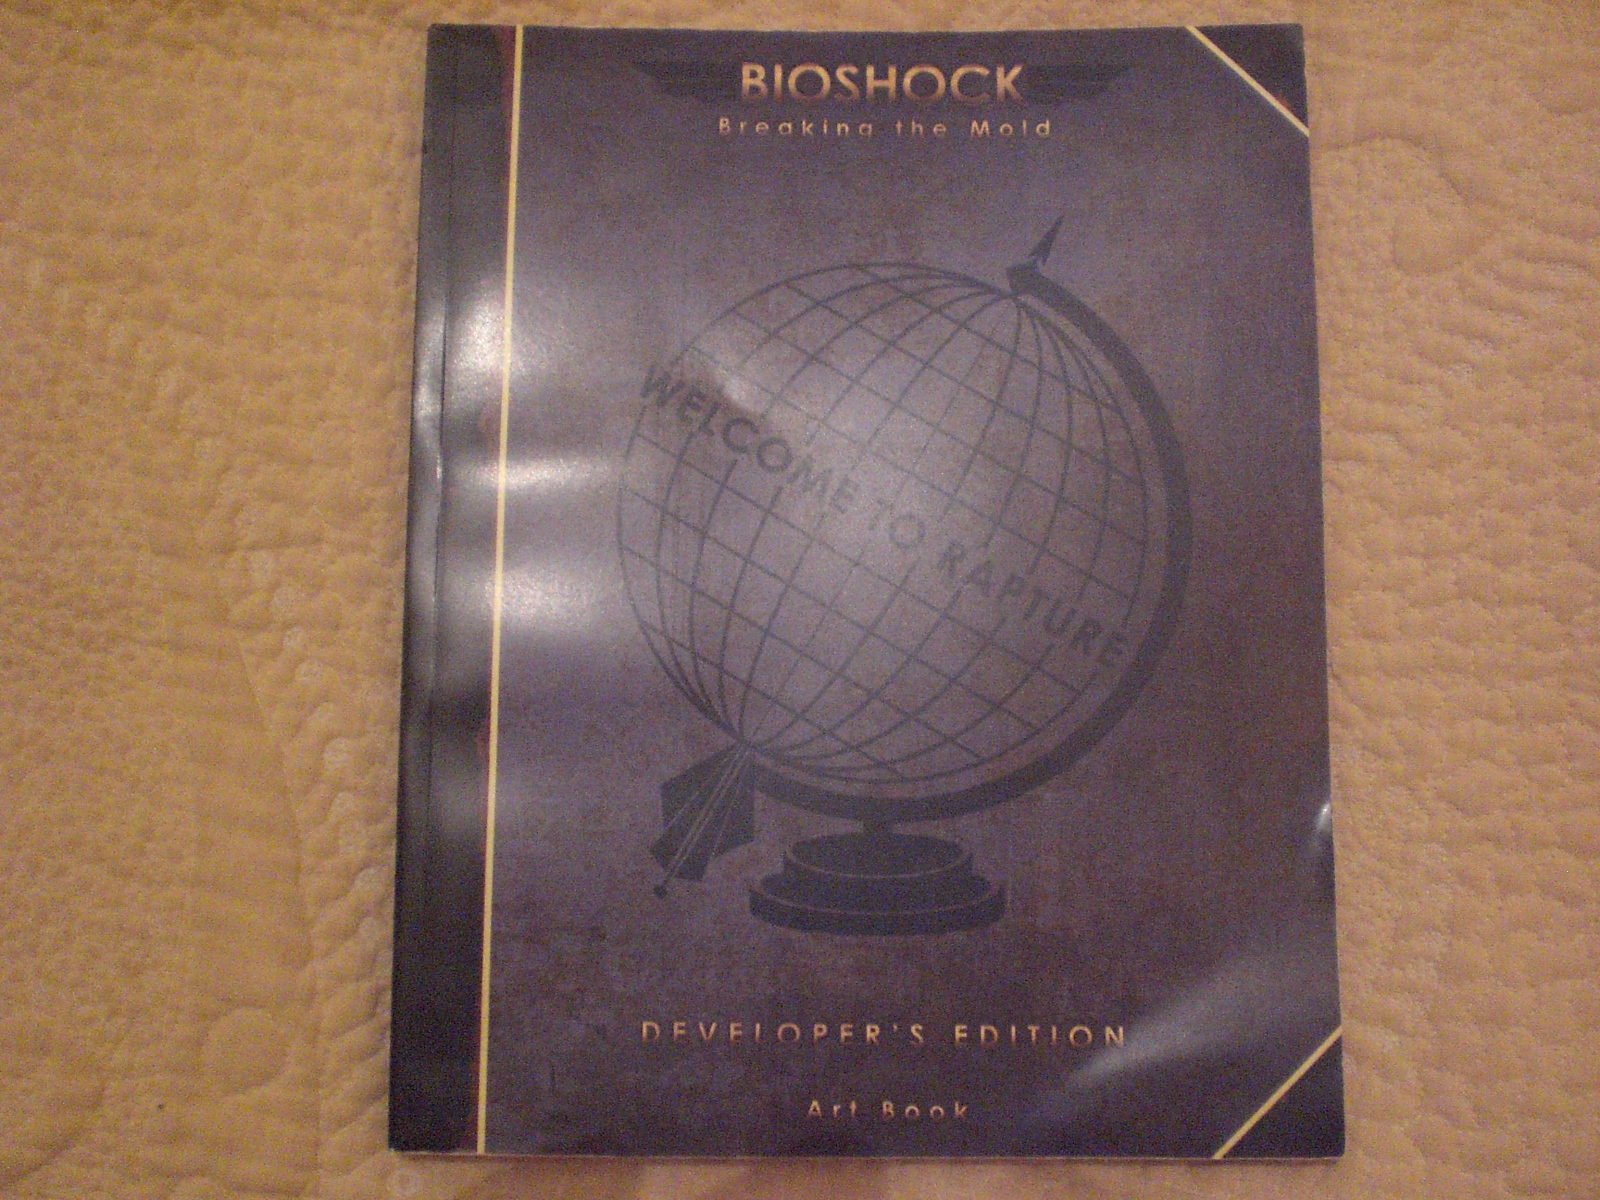 BIOSHOCK
Breaking the Mold
WELCOME TO RAPTURE
DEVELOPER'S EDITION
Art Book